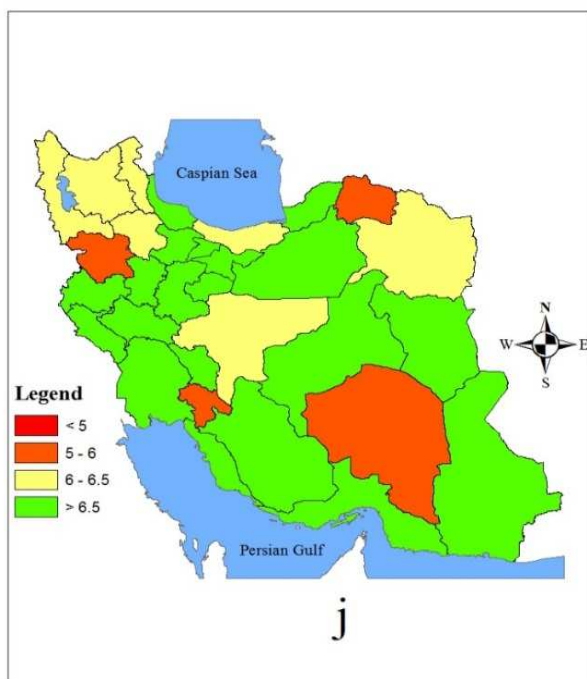 Caspian Sea
N
W E
S
Legend
< 5
5 - 6
6 - 6.5
> 6.5
Persian Gulf
j